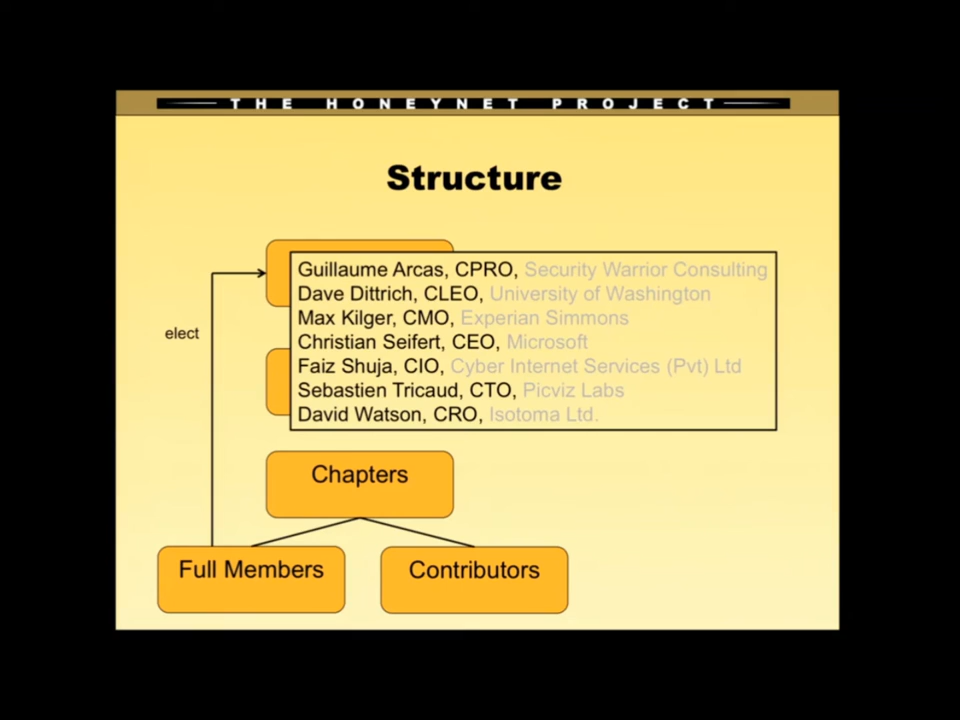 THE HONEYNET PROJECT
Structure
Guillaume Arcas, CPRO, Security Warrior Consulting
Dave Dittrich, CLEO, University of Washington
Max Kilger, CMO, Experian Simmons
Christian Seifert, CEO, Microsoft
Faiz Shuja, CIO, Cyber Internet Services (Pvt) Ltd
Sebastien Tricaud, CTO, Picviz Labs
David Watson, CRO, Isotoma Ltd.
elect
Chapters
Full Members
Contributors